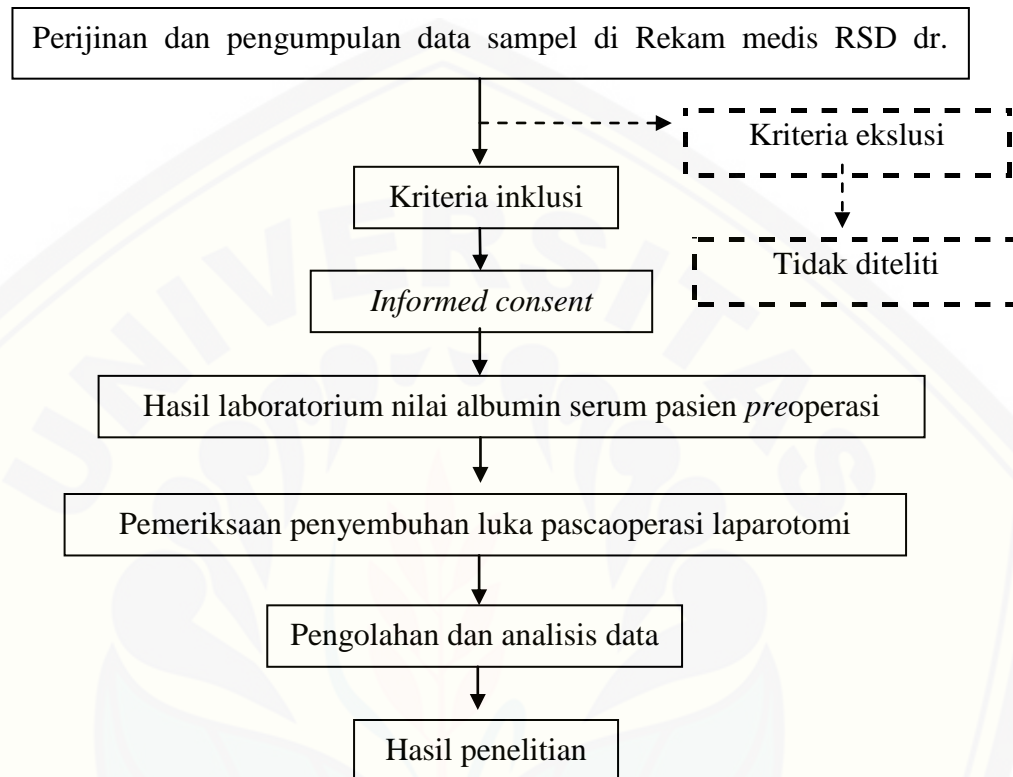 Perijinan dan pengumpulan data sampel di Rekam medis RSD dr.
Kriteria ekslusi
Kriteria inklusi
Tidak diteliti
Informed consent
Hasil laboratorium nilai albumin serum pasien preoperasi
Pemeriksaan penyembuhan luka pascaoperasi laparotomi
Pengolahan dan analisis data
Hasil penelitian
UNIVERSITAS